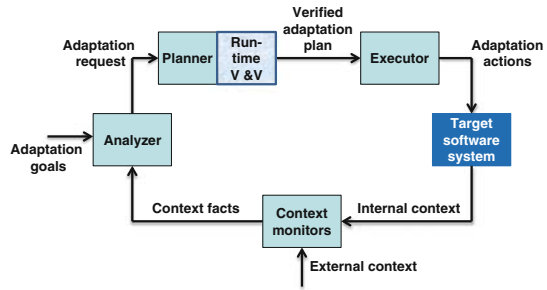 Adaptation
request
Planner
Run-
time
V &V
Verified
adaptation
plan
Executor
Adaptation
actions
Target
software
system
Analyzer
Adaptation
goals
Context facts
Context
monitors
Internal context
External context